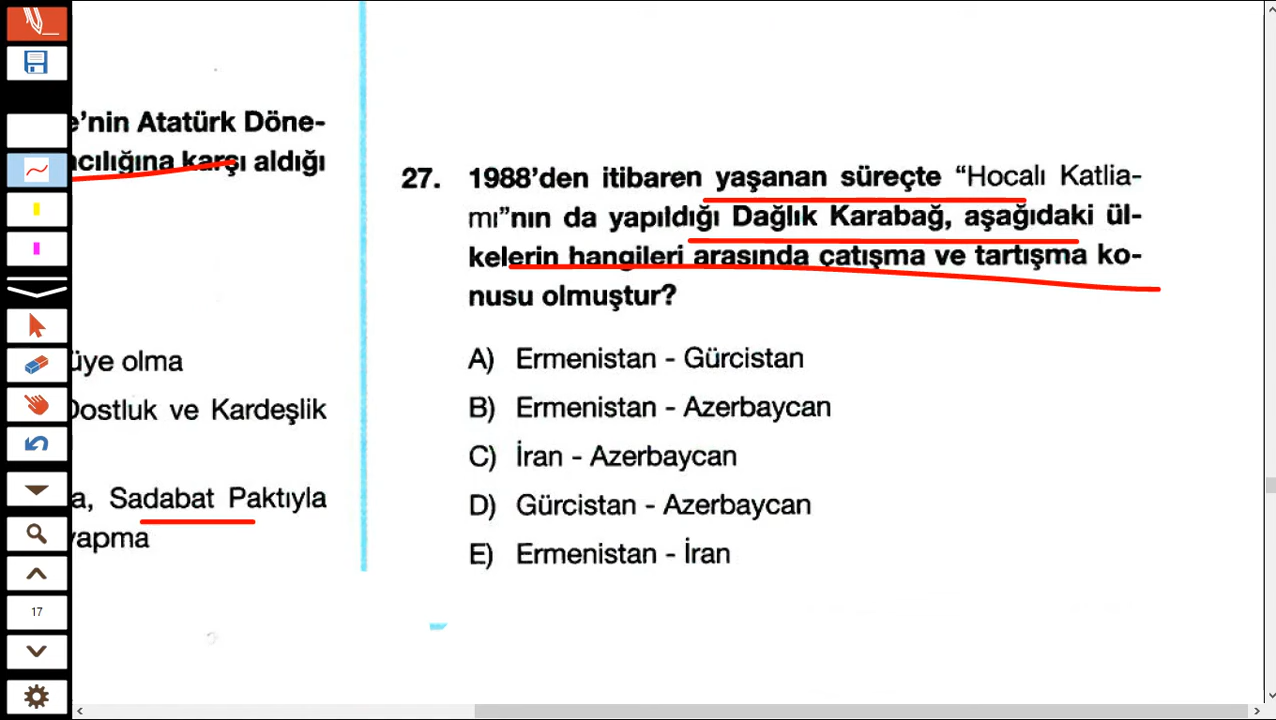 e'nin Atatürk Döne-
acılığına karşı aldığı
üye olma
Dostluk ve Kardeşlik
a, Sadabat Paktıyla
yapma
27. 1988'den itibaren yaşanan süreçte “Hocalı Katlia-
mı”nın da yapıldığı Dağlık Karabağ, aşağıdaki ül-
kelerin hangileri arasında çatışma ve tartışma ko-
nusu olmuştur?
A) Ermenistan - Gürcistan
B) Ermenistan - Azerbaycan
C) İran - Azerbaycan
D) Gürcistan - Azerbaycan
E) Ermenistan - İran
17